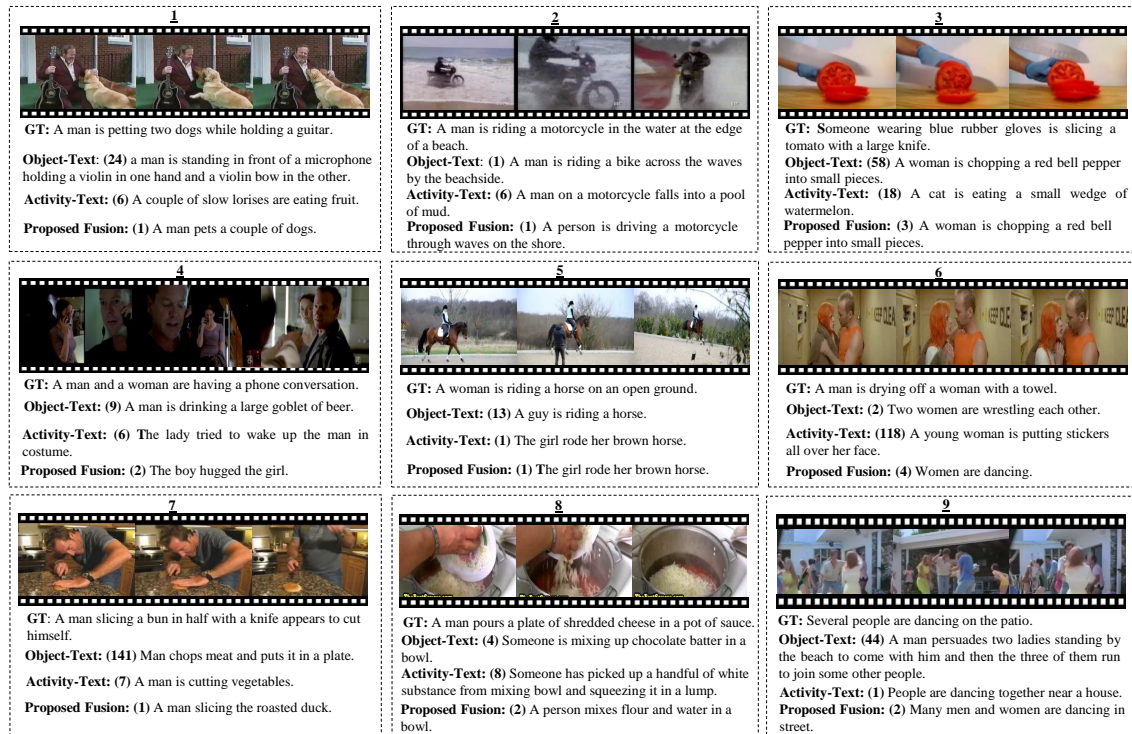 1
GT: A man is petting two dogs while holding a guitar.
Object-Text: (24) a man is standing in front of a microphone
holding a violin in one hand and a violin bow in the other.
Activity-Text: (6) A couple of slow lorises are eating fruit.
Proposed Fusion: (1) A man pets a couple of dogs.
2
GT: A man is riding a motorcycle in the water at the edge
of a beach.
Object-Text: (1) A man is riding a bike across the waves
by the beachside.
Activity-Text: (6) A man on a motorcycle falls into a pool
of mud.
Proposed Fusion: (1) A person is driving a motorcycle
through waves on the shore.
3
GT: Someone wearing blue rubber gloves is slicing a
tomato with a large knife.
Object-Text: (58) A woman is chopping a red bell pepper
into small pieces.
Activity-Text: (18) A cat is eating a small wedge of
watermelon.
Proposed Fusion: (3) A woman is chopping a red bell
pepper into small pieces.
4
GT: A man and a woman are having a phone conversation.
Object-Text: (9) A man is drinking a large goblet of beer.
Activity-Text: (6) The lady tried to wake up the man in
costume.
Proposed Fusion: (2) The boy hugged the girl.
5
GT: A woman is riding a horse on an open ground.
Object-Text: (13) A guy is riding a horse.
Activity-Text: (1) The girl rode her brown horse.
Proposed Fusion: (1) The girl rode her brown horse.
6
KEEP CLEA
KEEP CLEA
KEEP CLEA
GT: A man is drying off a woman with a towel.
Object-Text: (2) Two women are wrestling each other.
Activity-Text: (118) A young woman is putting stickers
all over her face.
Proposed Fusion: (4) Women are dancing.
7
GT: A man slicing a bun in half with a knife appears to cut
himself.
Object-Text: (141) Man chops meat and puts it in a plate.
Activity-Text: (7) A man is cutting vegetables.
Proposed Fusion: (1) A man slicing the roasted duck.
8
GT: A man pours a plate of shredded cheese in a pot of sauce.
Object-Text: (4) Someone is mixing up chocolate batter in a
bowl.
Activity-Text: (8) Someone has picked up a handful of white
substance from mixing bowl and squeezing it in a lump.
Proposed Fusion: (2) A person mixes flour and water in a
bowl.
9
GT: Several people are dancing on the patio.
Object-Text: (44) A man persuades two ladies standing by
the beach to come with him and then the three of them run
to join some other people.
Activity-Text: (1) People are dancing together near a house.
Proposed Fusion: (2) Many men and women are dancing in
street.